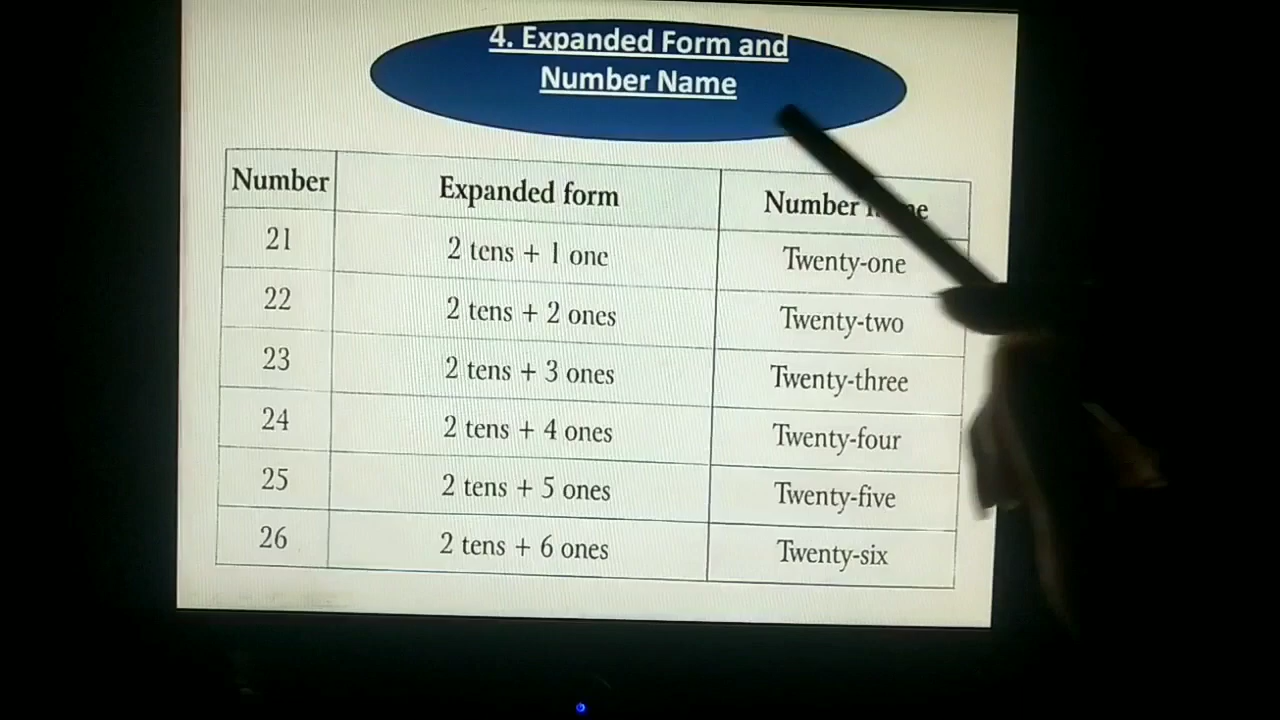 4. Expanded Form and
Number Name
Number Expanded form Number name
21 2 tens + 1 one Twenty-one
22 2 tens + 2 ones Twenty-two
23 2 tens + 3 ones Twenty-three
24 2 tens + 4 ones Twenty-four
25 2 tens + 5 ones Twenty-five
26 2 tens + 6 ones Twenty-six